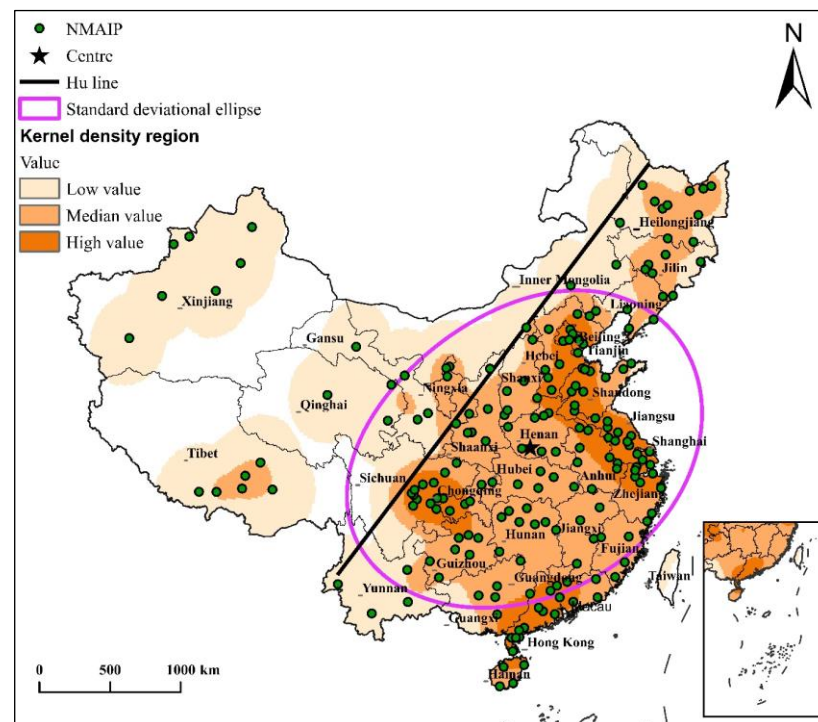 NMAIP
Centre
Hu line
Standard deviational ellipse
Kernel density region
Value
Low value
Median value
High value
N
Heilongjiang
Jilin
Inner Mongolia
Liaoning
Xinjiang
Gansu
Beijing
Tianjin
Hebei
Ningxia
Shanxi
Qinghai
Shandong
Jiangsu
Henan
Shaanxi
Shanghai
Tibet
Sichuan
Hubei
Anhui
Chongqing
Zhejiang
Hunan
Jiangxi
Fujian
Guizhou
Guangdong
Taiwan
Yunnan
Macau
Guangxi
Hong Kong
Hainan
0 500 1000 km